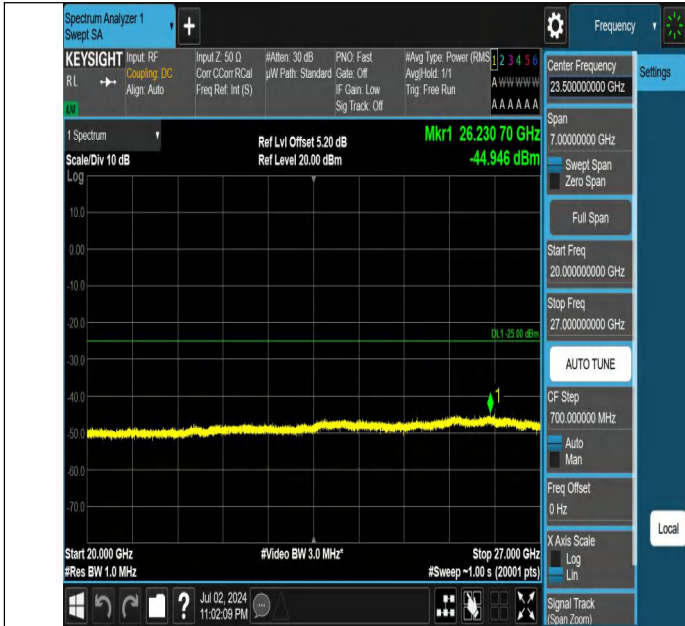 Spectrum Analyzer 1
Swept SA
+
Frequency
KEYSIGHT
RL
Input: RF
Coupling: DC
Align: Auto
Input Z: 50 Ω
Corr CCorr RCal
Freq Ref: Int (S)
#Atten: 30 dB
µW Path: Standard
PNO: Fast
Gate: Off
IF Gain: Low
Sig Track: Off
#Avg Type: Power (RMS
Avg|Hold: 1/1
Trig: Free Run
1 2 3 4 5 6
A W W W W W
A A A A A A
1 Spectrum
Scale/Div 10 dB
Ref Lvl Offset 5.20 dB
Ref Level 20.00 dBm
Mkr1 26.230 70 GHz
-44.946 dBm
Log
10.0
0.00
-10.0
-20.0
-30.0
-40.0
-50.0
-60.0
-70.0
DL1 -25.00 dBm
1
Start 20.000 GHz
#Res BW 1.0 MHz
#Video BW 3.0 MHz*
Stop 27.000 GHz
#Sweep ~1.00 s (20001 pts)
Center Frequency
23.500000000 GHz
Settings
Span
7.00000000 GHz
Swept Span
Zero Span
Full Span
Start Freq
20.000000000 GHz
Stop Freq
27.000000000 GHz
AUTO TUNE
CF Step
700.000000 MHz
Auto
Man
Freq Offset
0 Hz
X Axis Scale
Log
Lin
Local
Signal Track
(Span Zoom)
?
Jul 02, 2024
11:02:09 PM